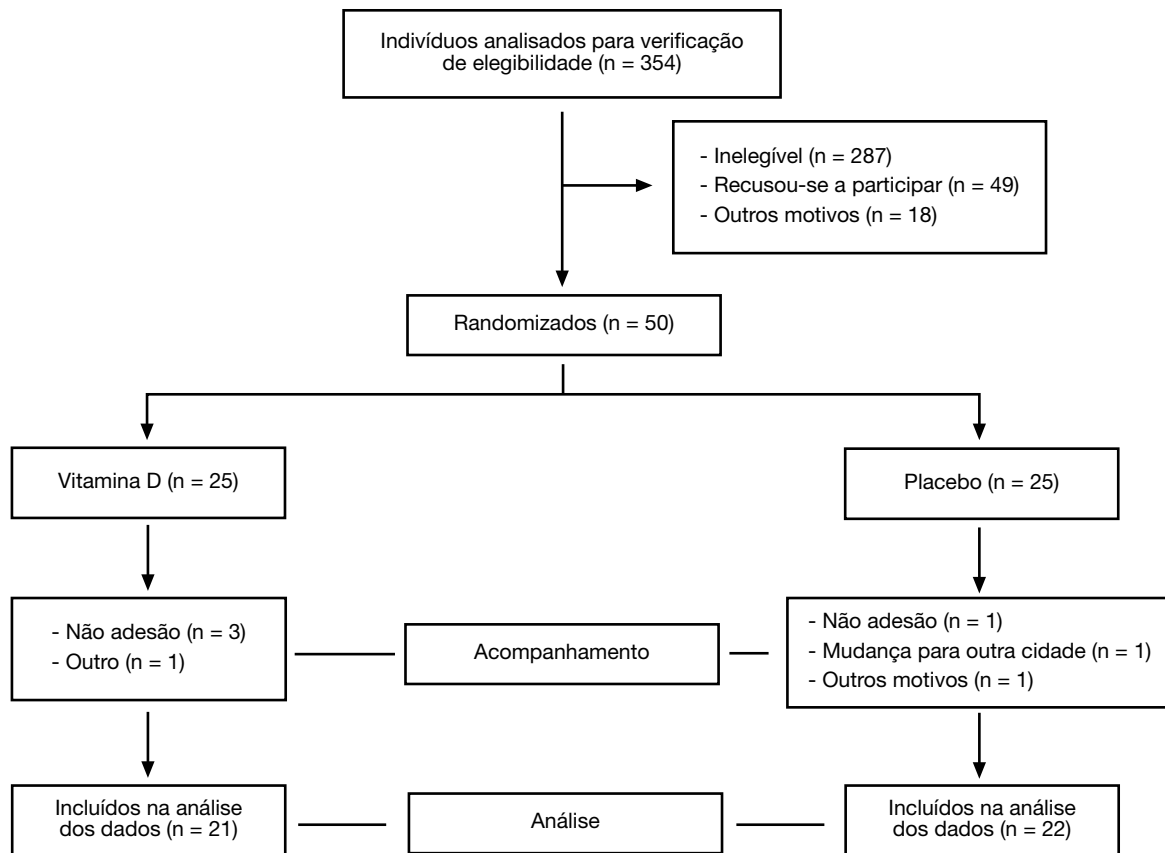 Indivíduos analisados para verificação
de elegibilidade (n = 354)
- Inelegível (n = 287)
- Recusou-se a participar (n = 49)
- Outros motivos (n = 18)
Randomizados (n = 50)
Vitamina D (n = 25)
Placebo (n = 25)
- Não adesão (n = 3)
- Outro (n = 1)
Acompanhamento
- Não adesão (n = 1)
- Mudança para outra cidade (n = 1)
- Outros motivos (n = 1)
Incluídos na análise
dos dados (n = 21)
Análise
Incluídos na análise
dos dados (n = 22)